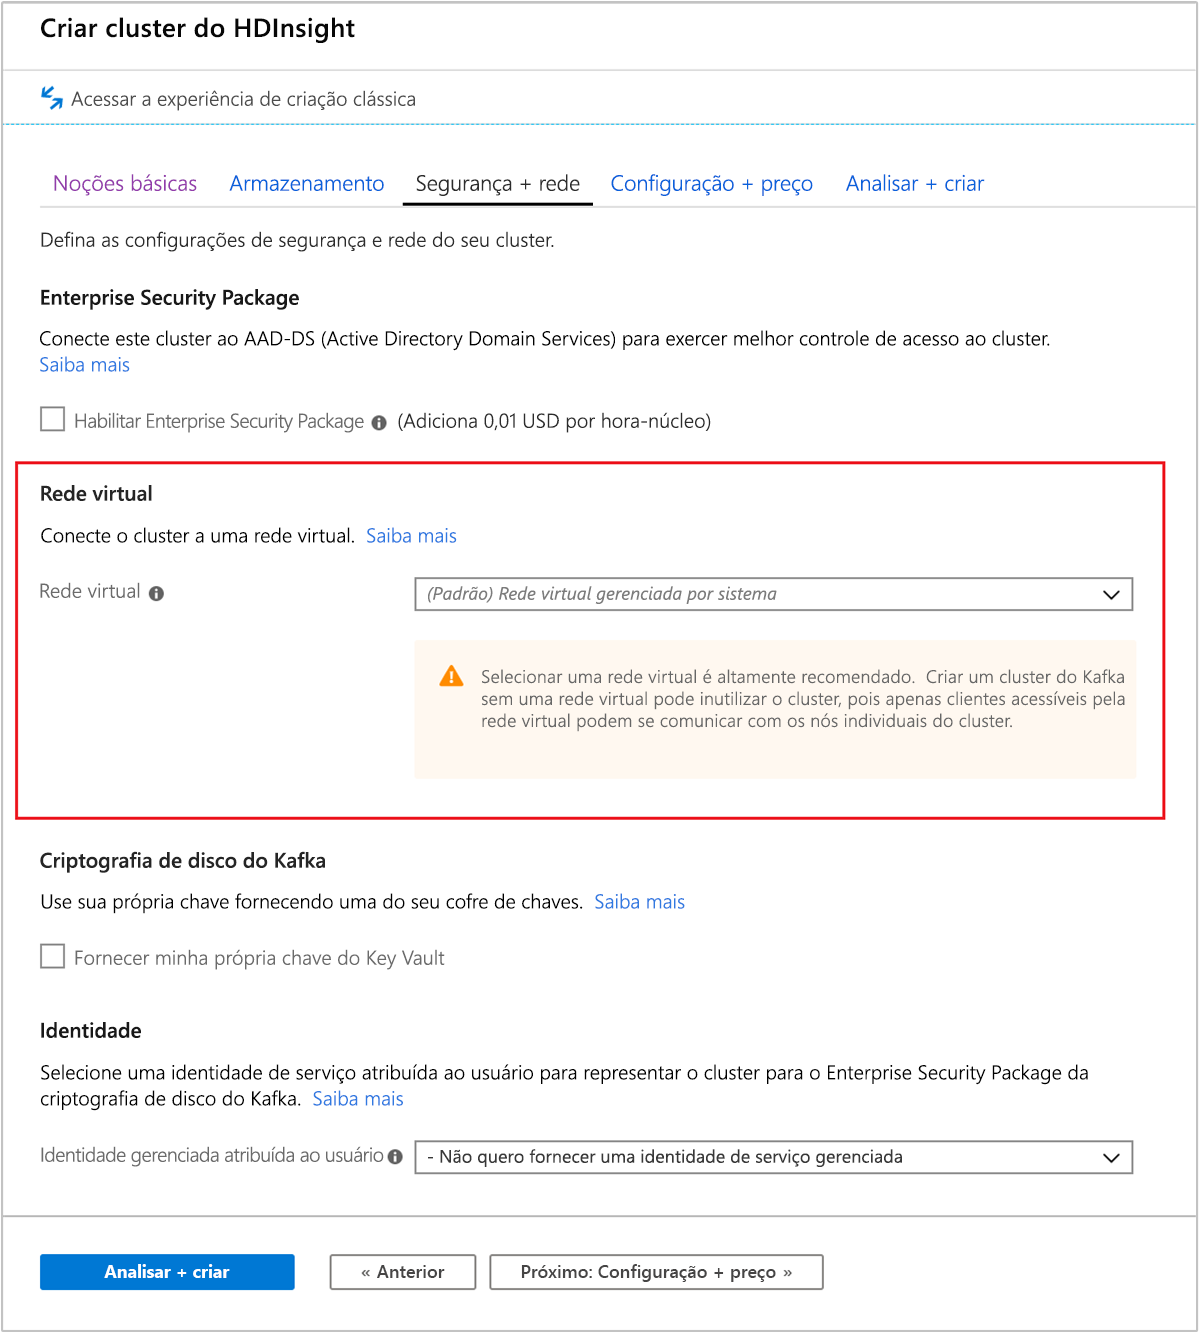 Criar cluster do HDInsight
Acessar a experiência de criação clássica
Noções básicas Armazenamento Segurança + rede Configuração + preço Analisar + criar
Defina as configurações de segurança e rede do seu cluster.
Enterprise Security Package
Conecte este cluster ao AAD-DS (Active Directory Domain Services) para exercer melhor controle de acesso ao cluster.
Saiba mais
Habilitar Enterprise Security Package (Adiciona 0,01 USD por hora-núcleo)
Rede virtual
Conecte o cluster a uma rede virtual. Saiba mais
Rede virtual (Padrão) Rede virtual gerenciada por sistema
Selecionar uma rede virtual é altamente recomendado. Criar um cluster do Kafka
sem uma rede virtual pode inutilizar o cluster, pois apenas clientes acessíveis pela
rede virtual podem se comunicar com os nós individuais do cluster.
Criptografia de disco do Kafka
Use sua própria chave fornecendo uma do seu cofre de chaves. Saiba mais
Fornecer minha própria chave do Key Vault
Identidade
Selecione uma identidade de serviço atribuída ao usuário para representar o cluster para o Enterprise Security Package da
criptografia de disco do Kafka. Saiba mais
Identidade gerenciada atribuída ao usuário - Não quero fornecer uma identidade de serviço gerenciada
Analisar + criar « Anterior Próximo: Configuração + preço »